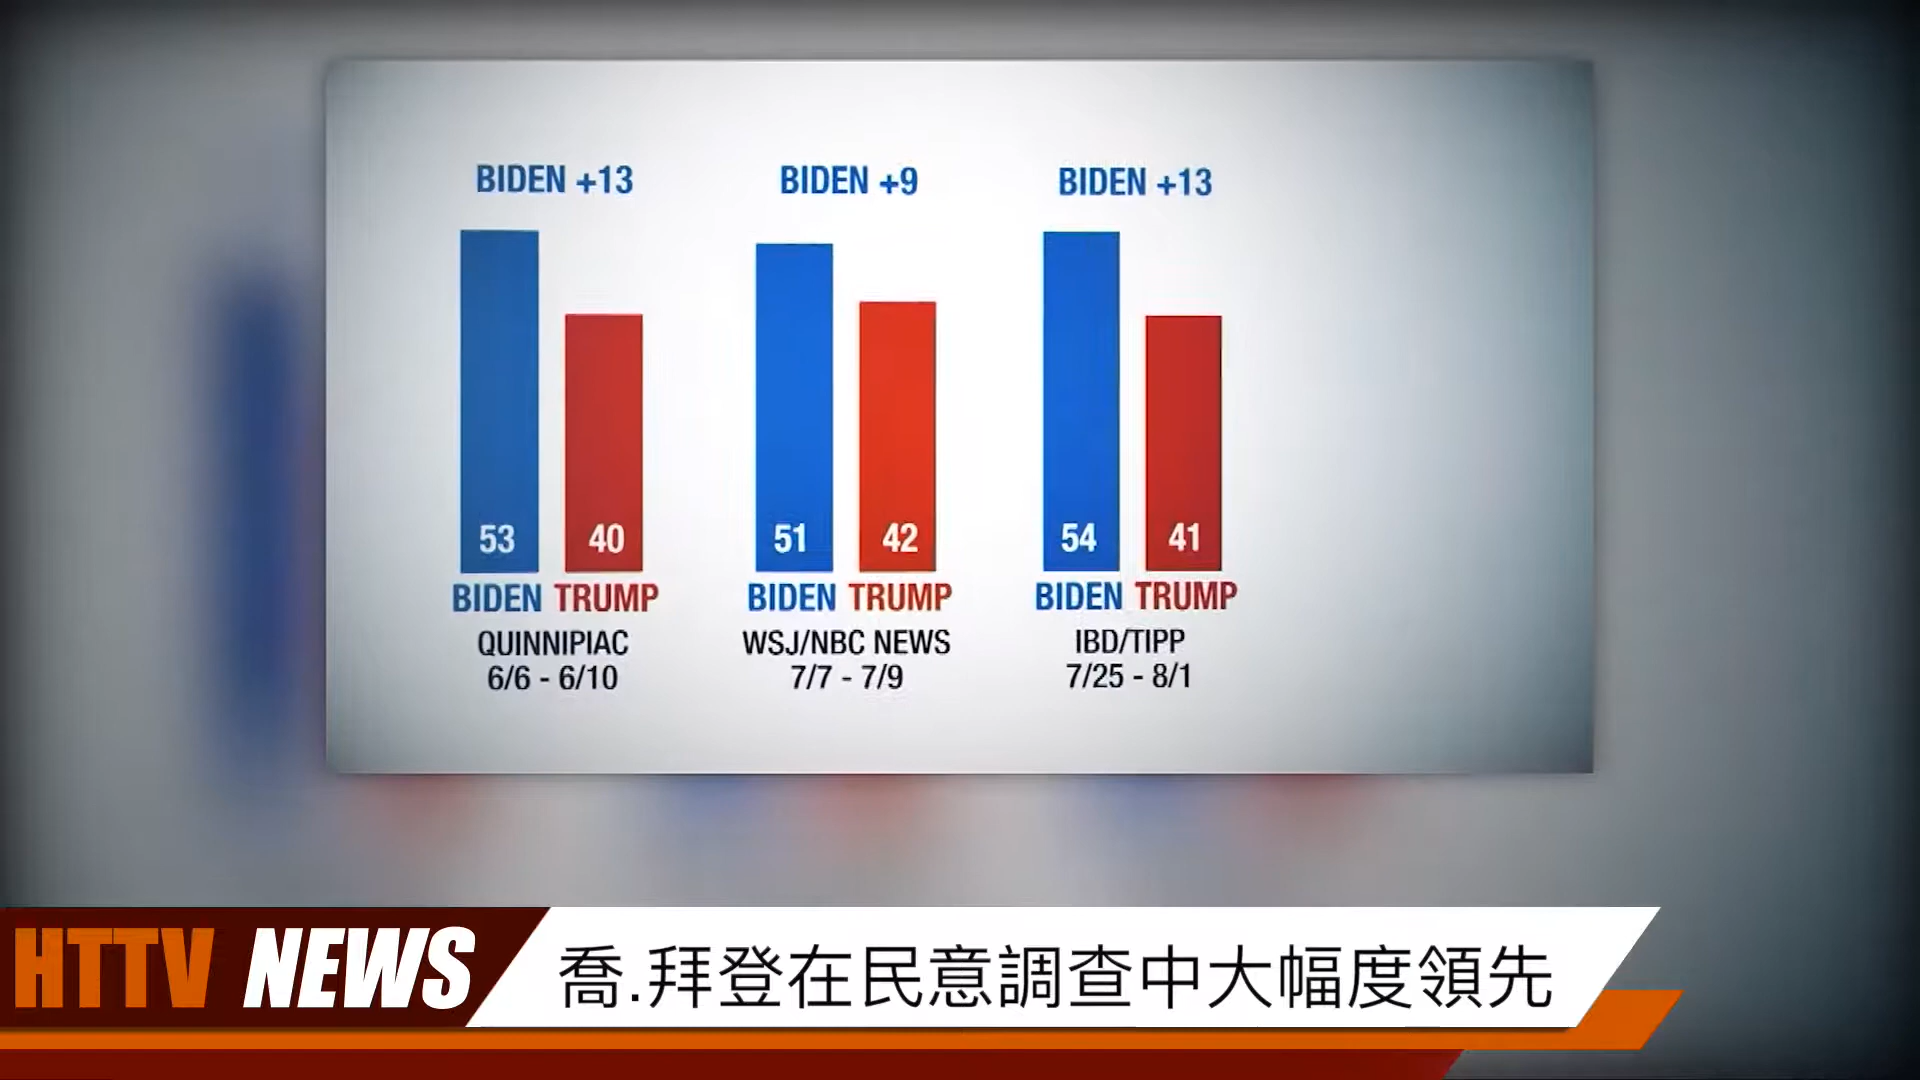 BIDEN +13
53
40
BIDEN TRUMP
QUINNIPIAC
6/6 - 6/10
BIDEN +9
51
42
BIDEN TRUMP
WSJ/NBC NEWS
7/7 - 7/9
BIDEN +13
54
41
BIDEN TRUMP
IBD/TIPP
7/25 - 8/1
HTTV NEWS
喬.拜登在民意調查中大幅度領先